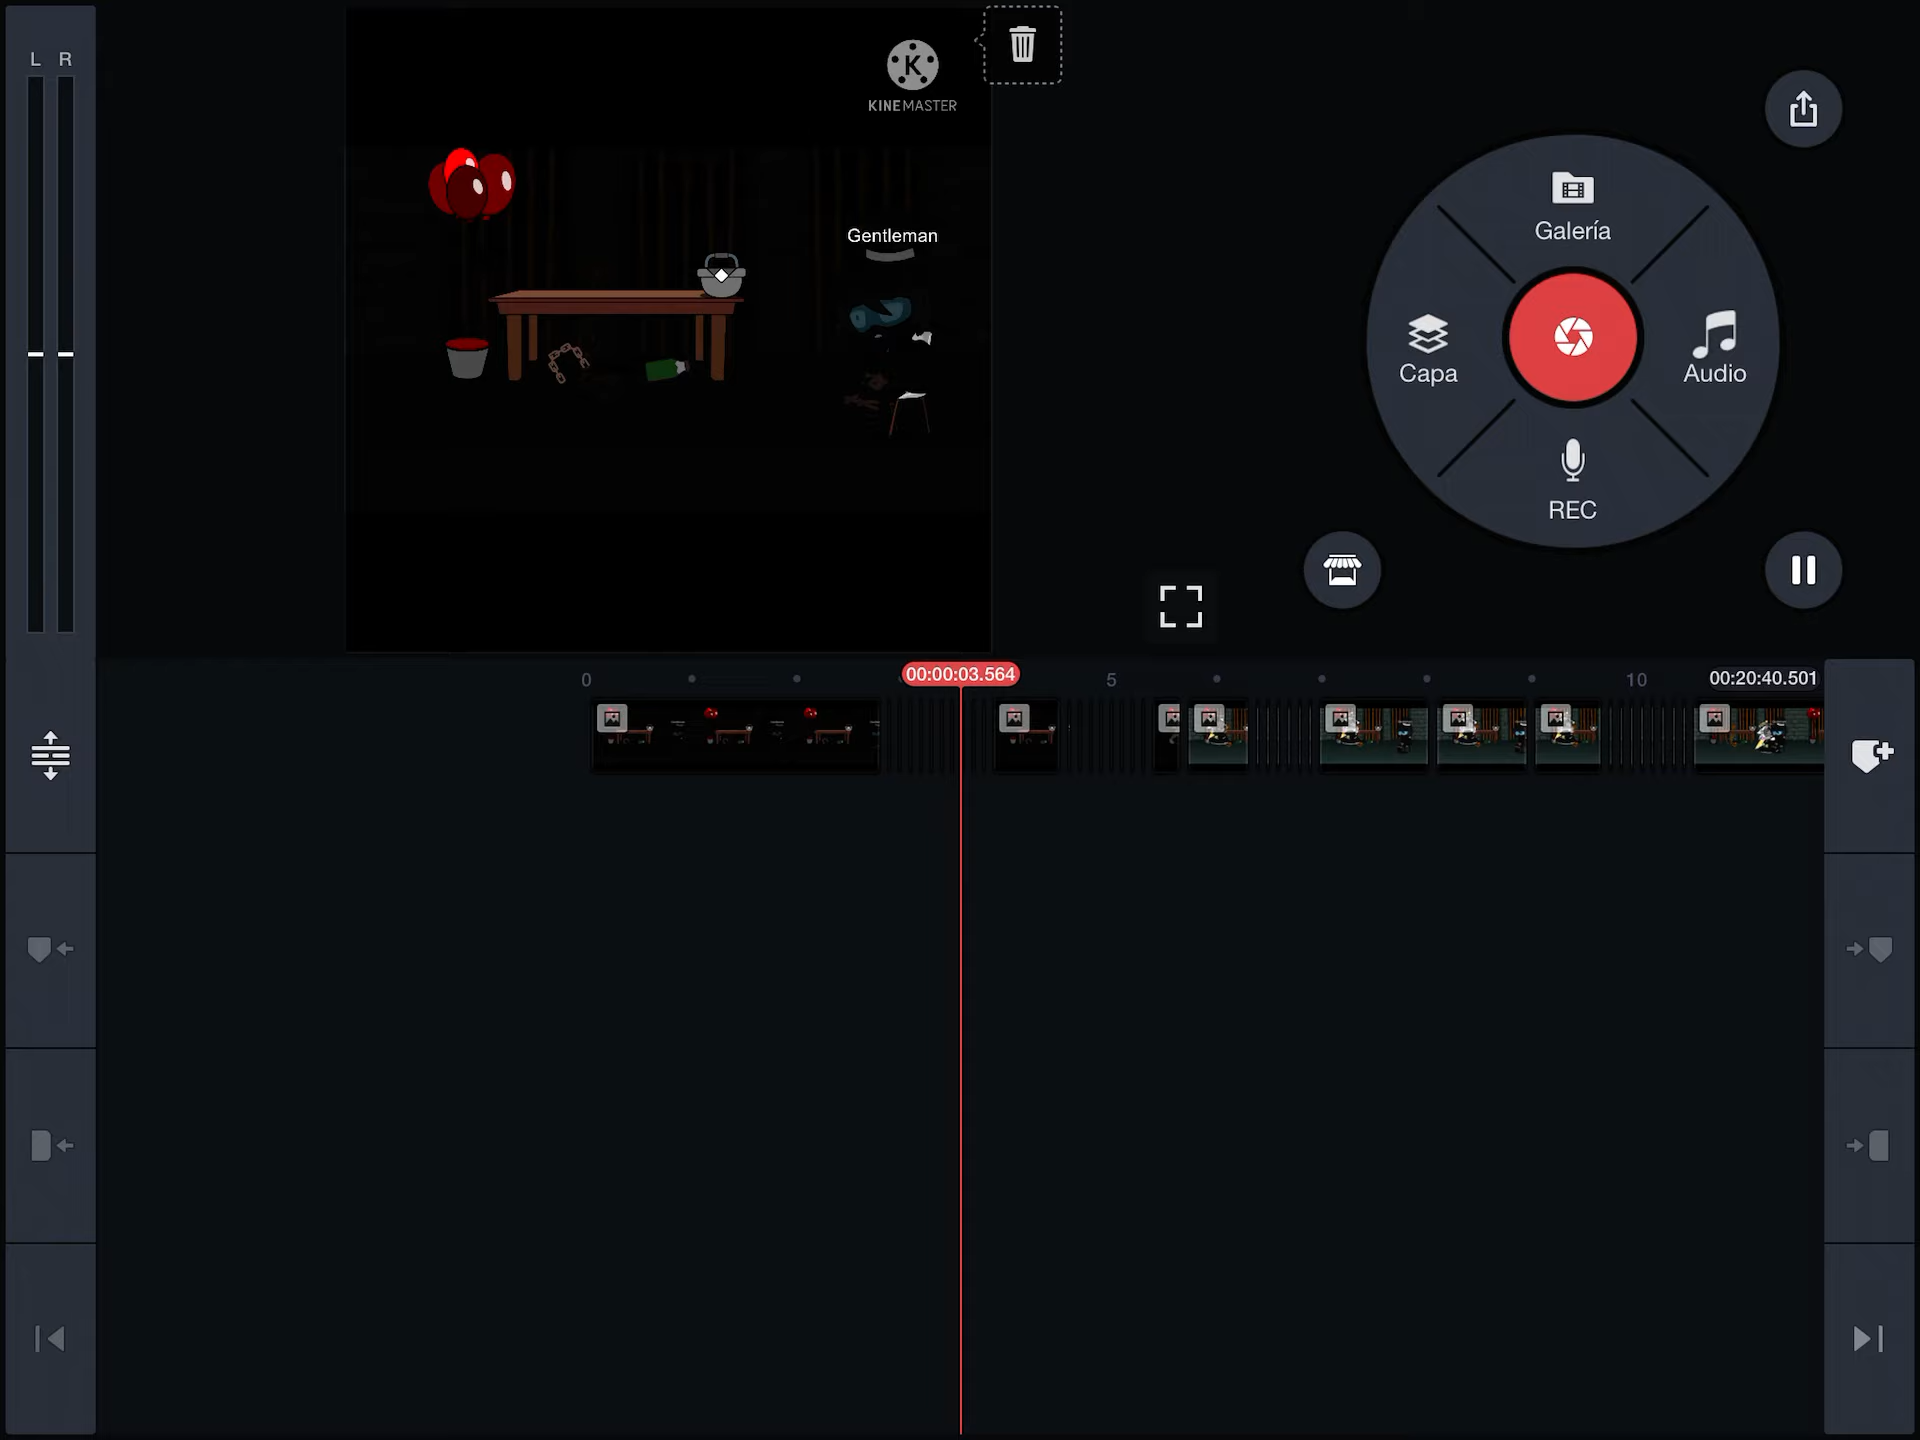 L R
K
KINEMASTER
Gentleman
Galería
Capa
Audio
REC
0
00:00:03.564
5
10
00:20:40.501